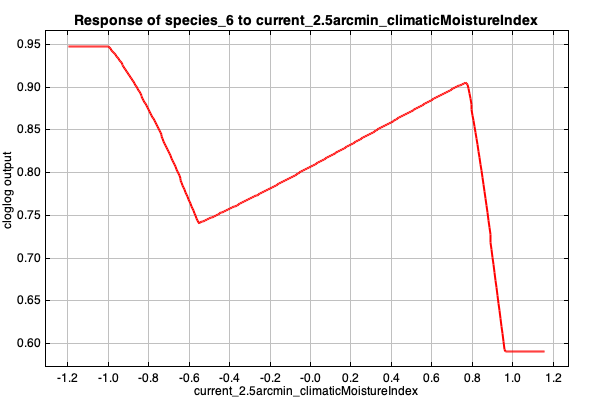 Response of species_6 to current_2.5arcmin_climaticMoistureIndex
cloglog output
0.95
0.90
0.85
0.80
0.75
0.70
0.65
0.60
-1.2 -1.0 -0.8 -0.6 -0.4 -0.2 -0.0 0.2 0.4 0.6 0.8 1.0 1.2
current_2.5arcmin_climaticMoistureIndex